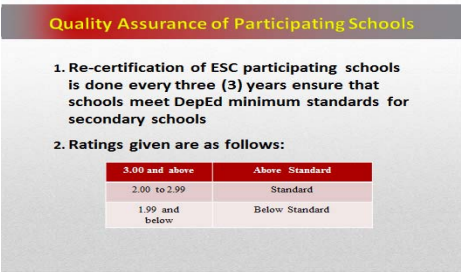 Quality Assurance of Participating Schools
1. Re-certification of ESC participating schools
is done every three (3) years ensure that
schools meet DepEd minimum standards for
secondary schools
2. Ratings given are as follows:
3.00 and above Above Standard
2.00 to 2.99 Standard
1.99 and Below Standard
below